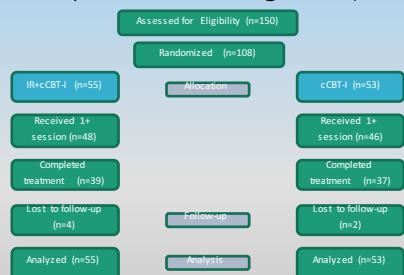 Assessed for Eligibility (n=150)
Randomized (n=108)
IR+cCBT-I (n=55)
Allocation
cCBT-I (n=53)
Received 1+
session (n=48)
Received 1+
session (n=46)
Completed
treatment (n=39)
Completed
treatment (n=37)
Lost to follow-up
(n=4)
Follow-up
Lost to follow-up
(n=2)
Analyzed (n=55)
Analysis
Analyzed (n=53)